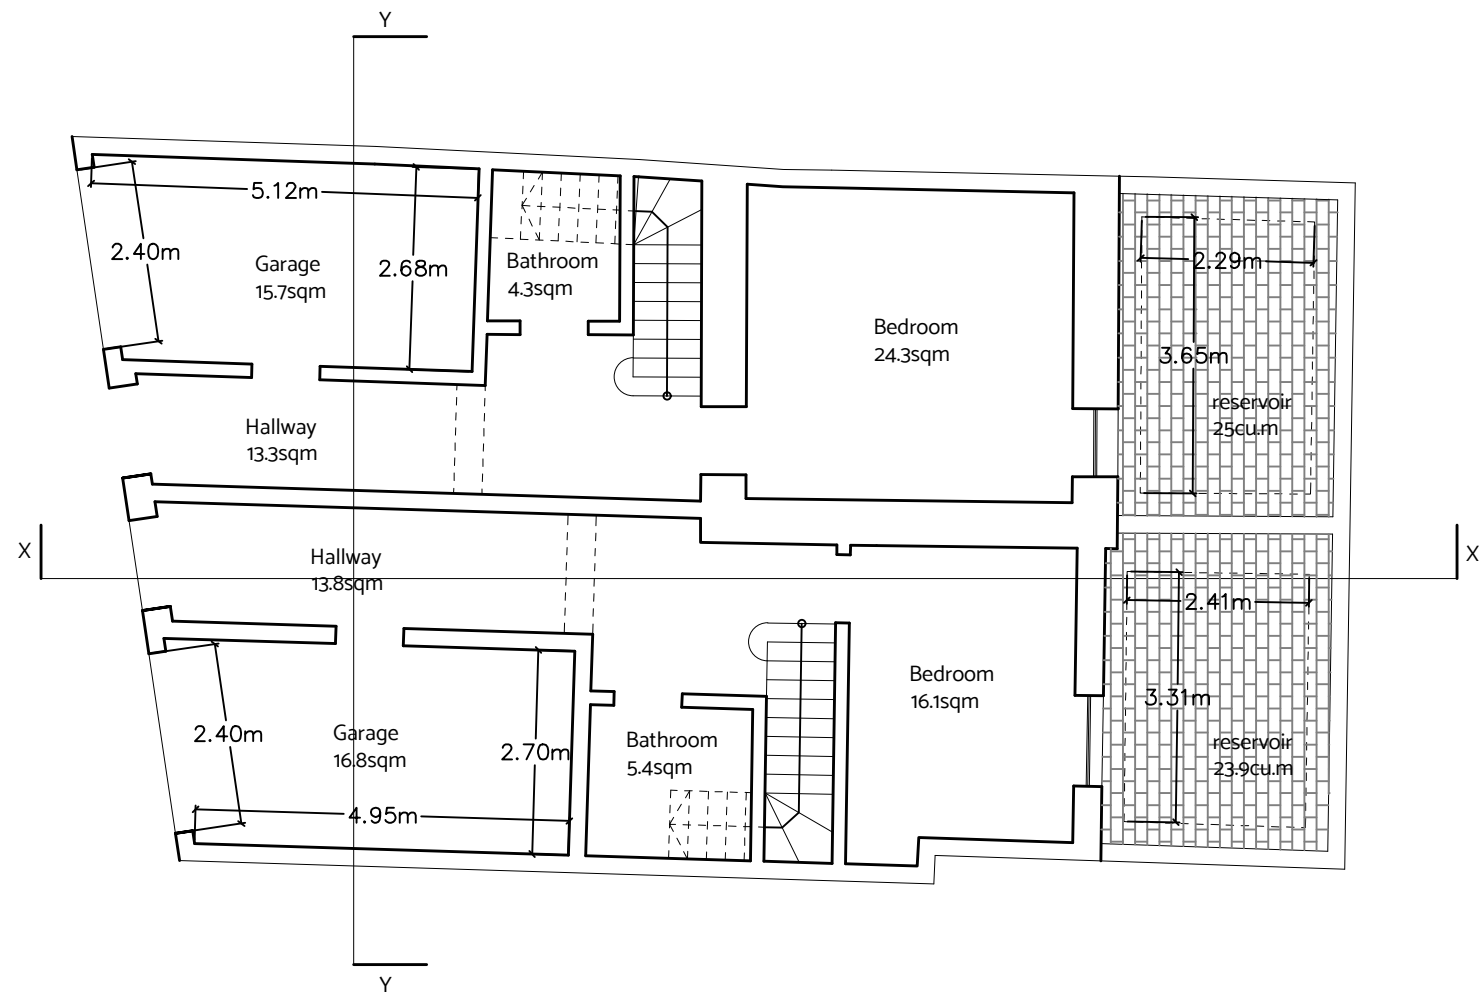 Y
5.12m
2.40m
Garage
15.7sqm
2.68m
Bathroom
4.3sqm
Bedroom
24.3sqm
2.29m
3.65m
reservoir
25cu.m
Hallway
13.3sqm
X
Hallway
13.8sqm
X
2.41m
Bedroom
16.1sqm
3.31m
2.40m
Garage
16.8sqm
2.70m
Bathroom
5.4sqm
reservoir
23.9cu.m
4.95m
Y